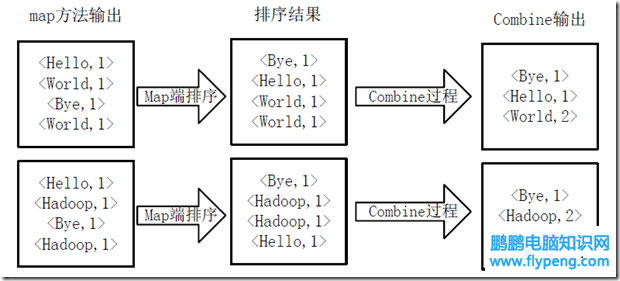 map方法输出
排序结果
Combine输出
<Hello,1>
<World,1>
<Bye,1>
<World,1>
Map端排序
<Bye,1>
<Hello,1>
<World,1>
<World,1>
Combine过程
<Bye,1>
<Hello,1>
<World,2>
<Hello,1>
<Hadoop,1>
<Bye,1>
<Hadoop,1>
Map端排序
<Bye,1>
<Hadoop,1>
<Hadoop,1>
<Hello,1>
Combine过程
<Bye,1>
<Hadoop,2>
鹏鹏电脑知识网
www.flypeng.com